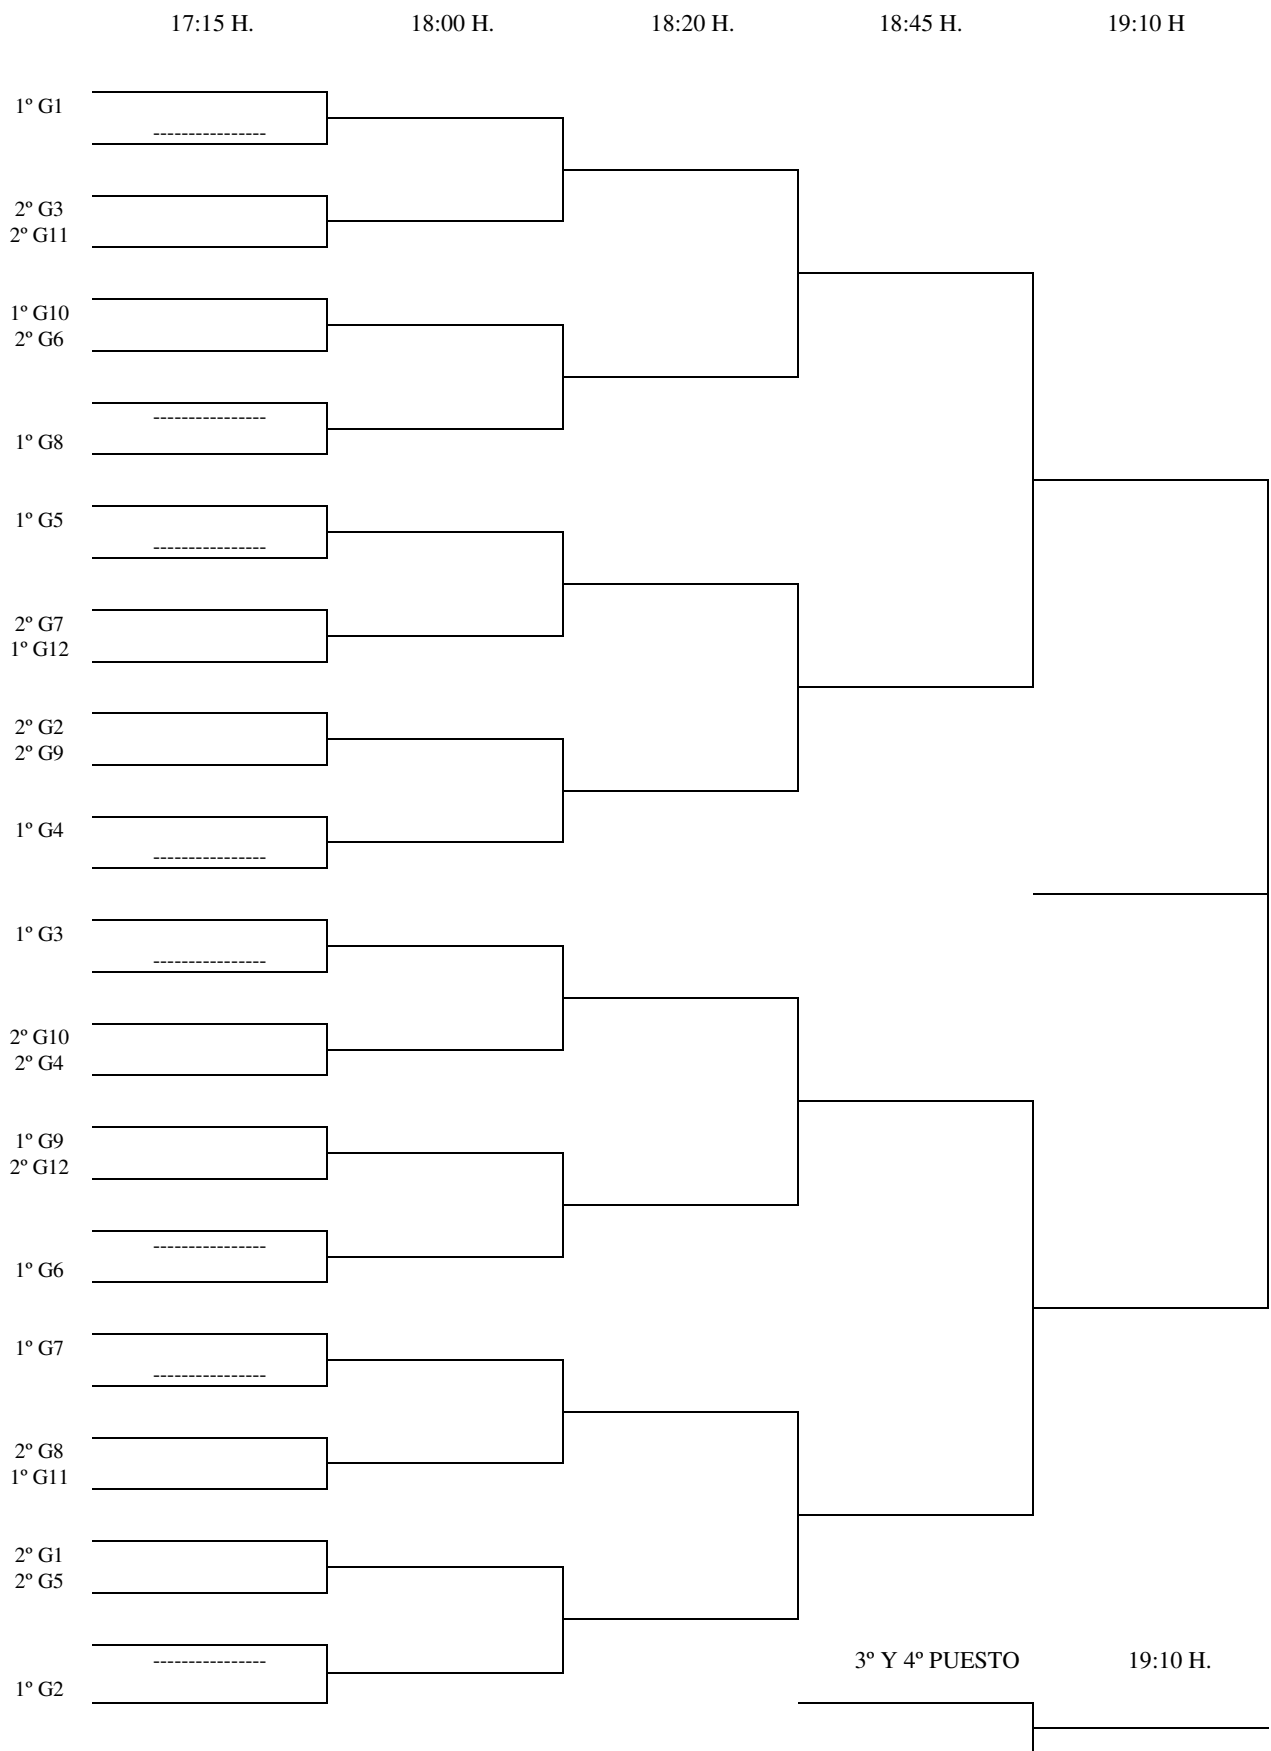 17:15 H. 18:00 H. 18:20 H. 18:45 H. 19:10 H
1º G1
----------------
2º G3
2º G11
1º G10
2º G6
----------------
1º G8
1º G5
----------------
2º G7
1º G12
2º G2
2º G9
1º G4
----------------
1º G3
----------------
2º G10
2º G4
1º G9
2º G12
----------------
1º G6
1º G7
----------------
2º G8
1º G11
2º G1
2º G5
----------------
3º Y 4º PUESTO 19:10 H.
1º G2